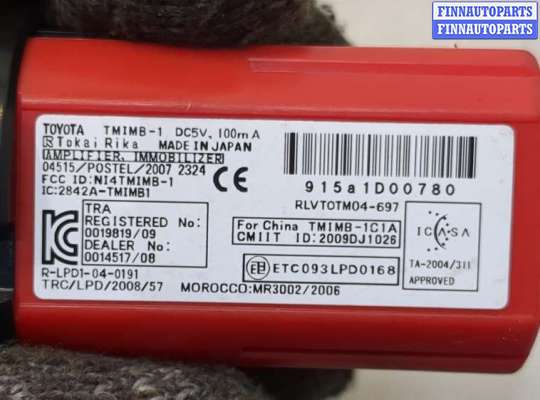 FINNAUTOPARTS
FINNAUTOPARTS
TOYOTA TMIMB-1 DC5V, 100mA
Tokai Rika MADE IN JAPAN
AMPLIFIER, IMMOBILIZER
04515/POSTEL/2007 2324
FCC ID:NI4TMIMB-1
IC:2842A-TMIMB1
CE
915a1D00780
RLVTOTM04-697
TRA
REGISTERED No:
0019819/09
DEALER No:
0014517/08
For China TMIMB-1C1A
CMIIT ID:2009DJ1026
ICASA
TA-2004/311
APPROVED
ETC093LPD0168
R-LPD1-04-0191
TRC/LPD/2008/57 MOROCCO:MR3002/2006